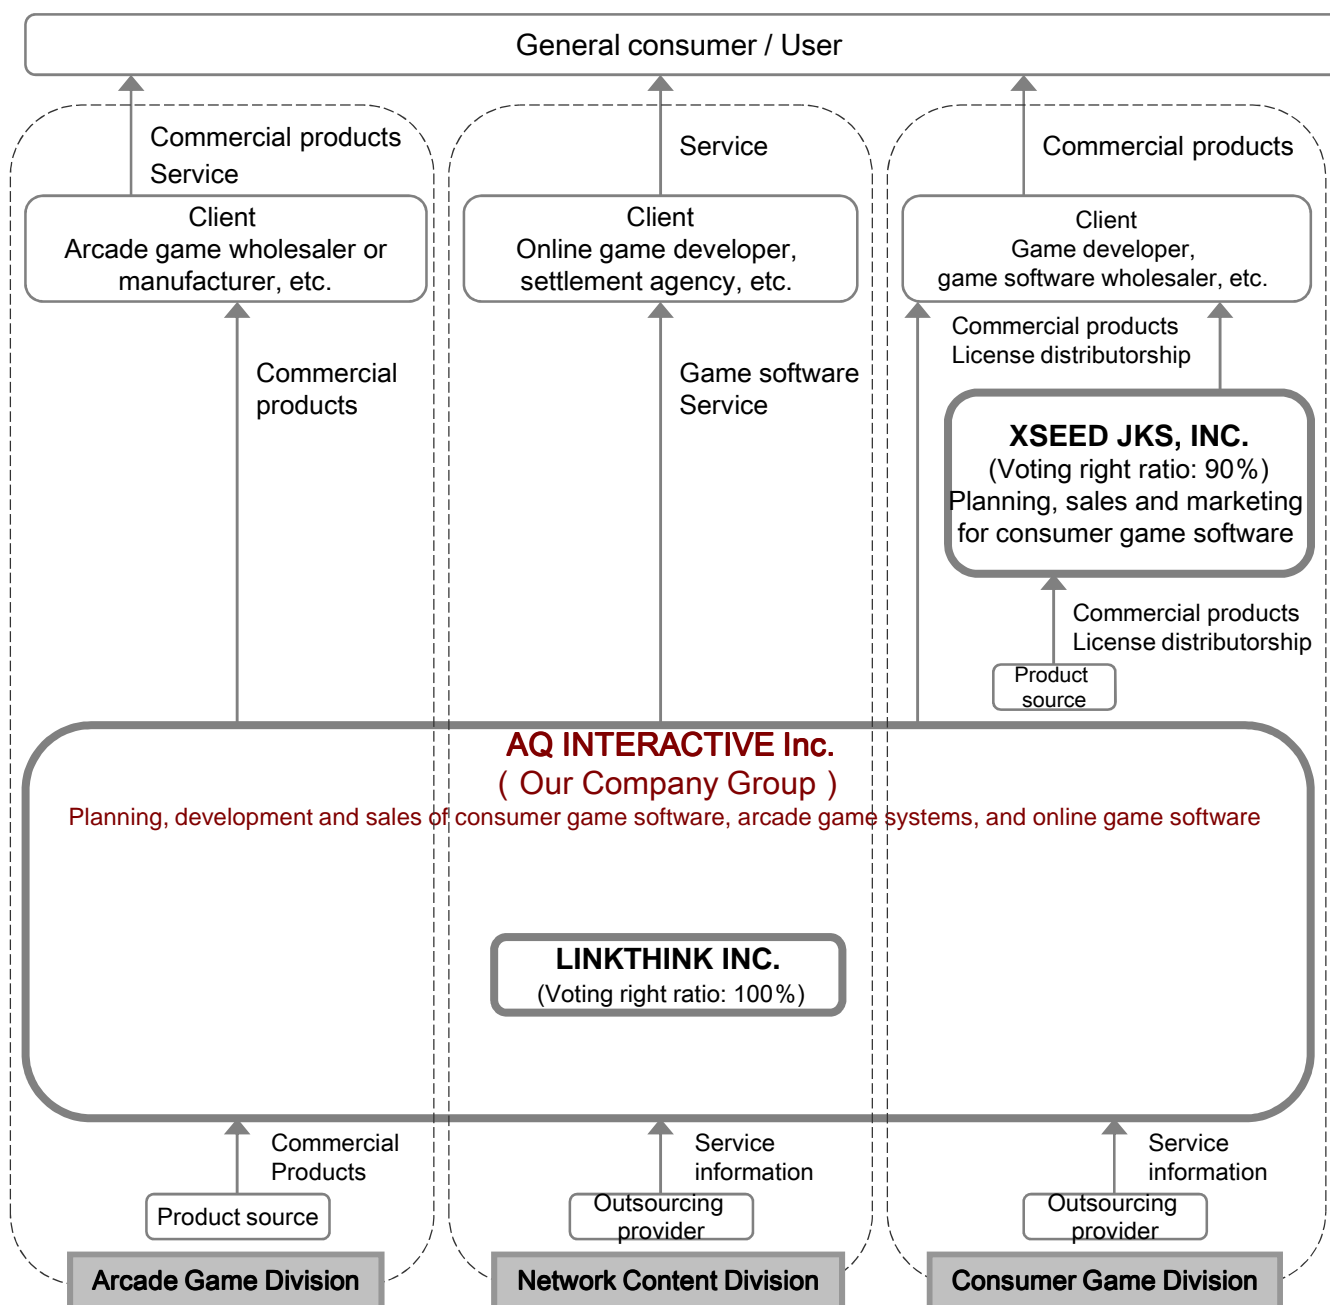 General consumer / User
Commercial products
Service
Service
Commercial products
Client
Arcade game wholesaler or
manufacturer, etc.
Client
Online game developer,
settlement agency, etc.
Client
Game developer,
game software wholesaler, etc.
Commercial
products
Game software
Service
Commercial products
License distributorship
XSEED JKS, INC.
(Voting right ratio: 90%)
Planning, sales and marketing
for consumer game software
Commercial products
License distributorship
Product
source
AQ INTERACTIVE Inc.
( Our Company Group )
Planning, development and sales of consumer game software, arcade game systems, and online game software
LINKTHINK INC.
(Voting right ratio: 100%)
Commercial
Products
Service
information
Service
information
Product source
Outsourcing
provider
Outsourcing
provider
Arcade Game Division
Network Content Division
Consumer Game Division